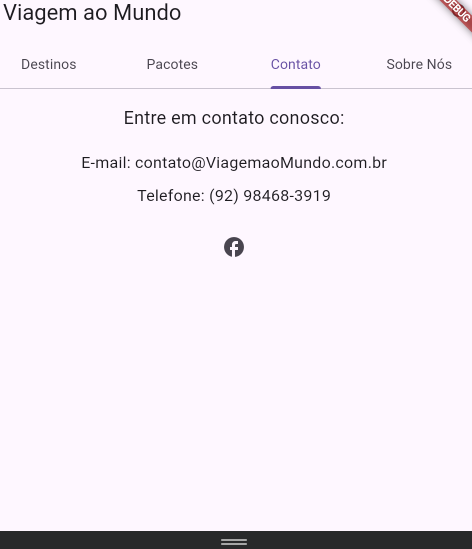 Viagem ao Mundo
DEBUG
Destinos Pacotes Contato Sobre Nós
Entre em contato conosco:
E-mail: contato@ViagemaoMundo.com.br
Telefone: (92) 98468-3919